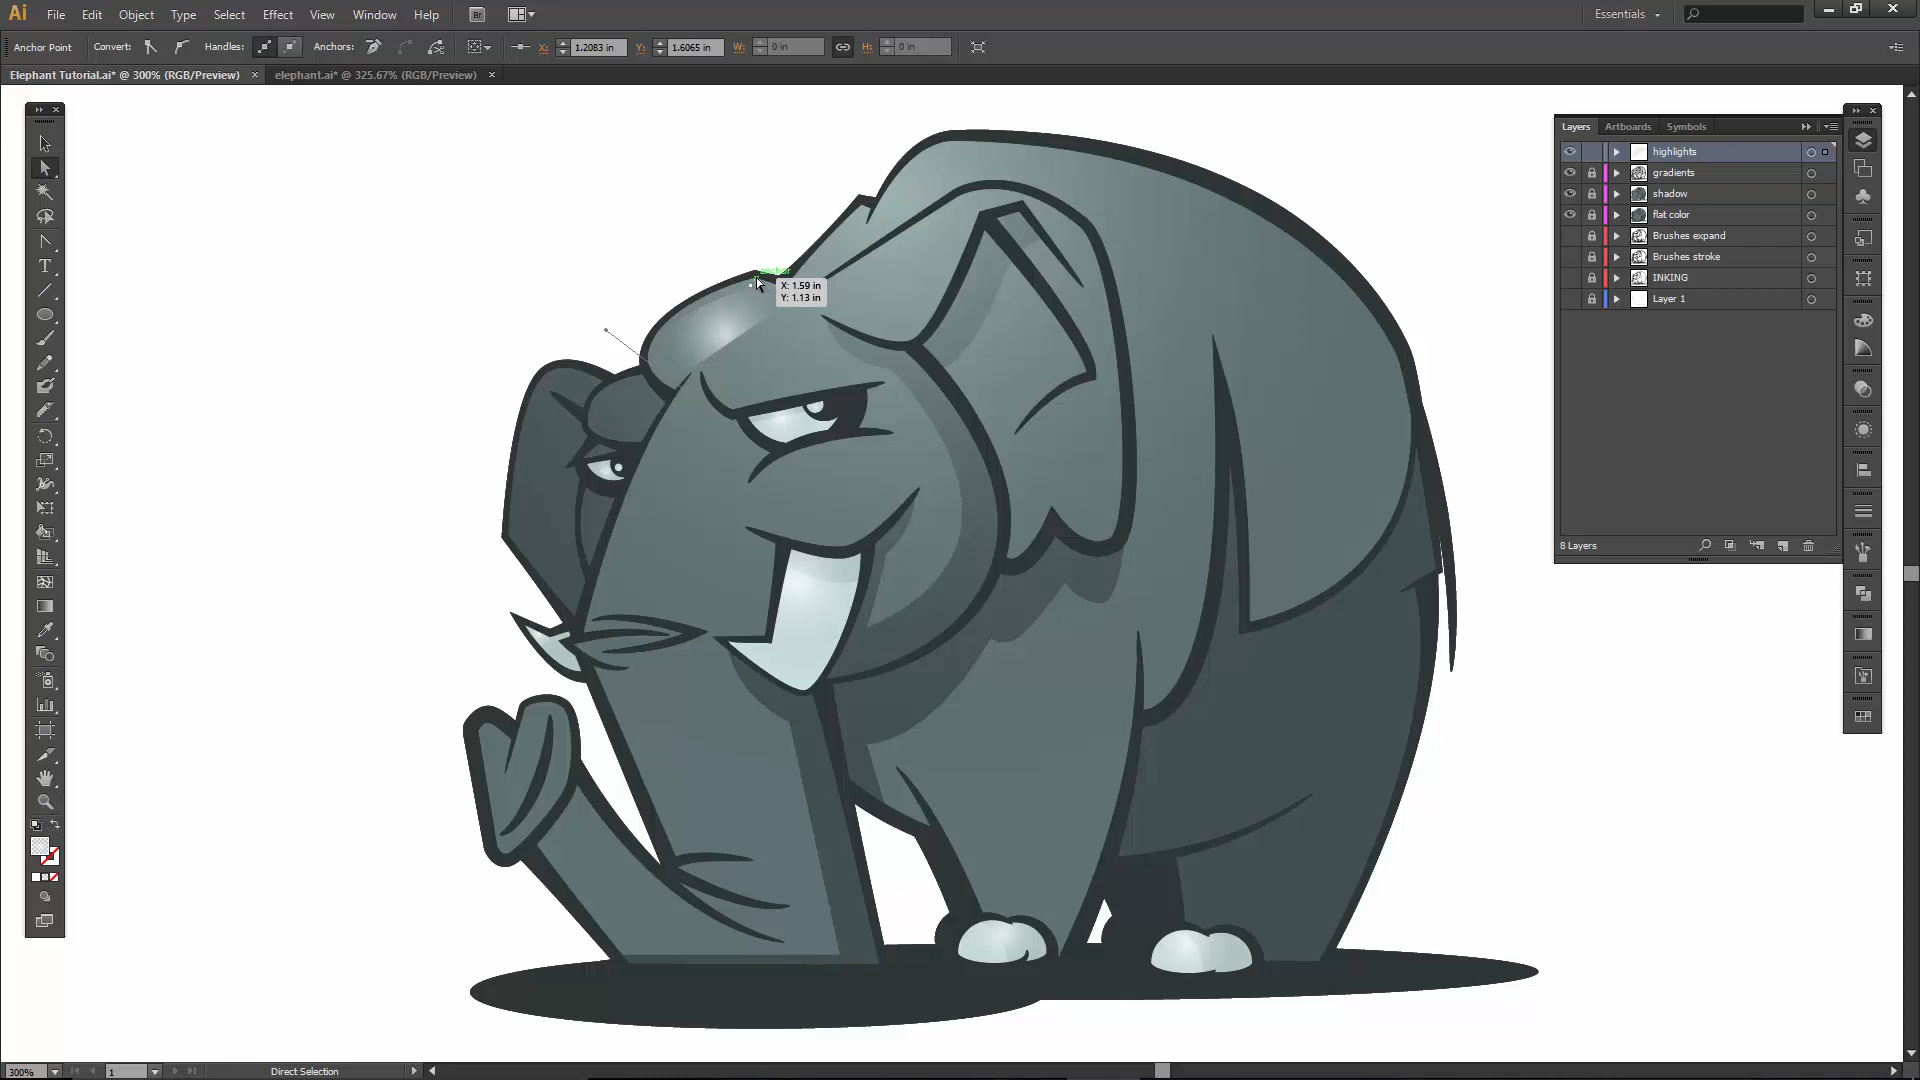 Ai File Edit Object Type Select Effect View Window Help Br Essentials
Anchor Point Convert: Handles: Anchors: X: 1.2083 in Y: 1.6065 in W: 0 in H: 0 in
Elephant Tutorial.ai* @ 300% (RGB/Preview) elephant.ai* @ 325.67% (RGB/Preview)
Layers Artboards Symbols
highlights
gradients
shadow
flat color
Brushes expand
Brushes stroke
INKING
Layer 1
anchor
X: 1.59 in
Y: 1.13 in
8 Layers
300% 1 Direct Selection